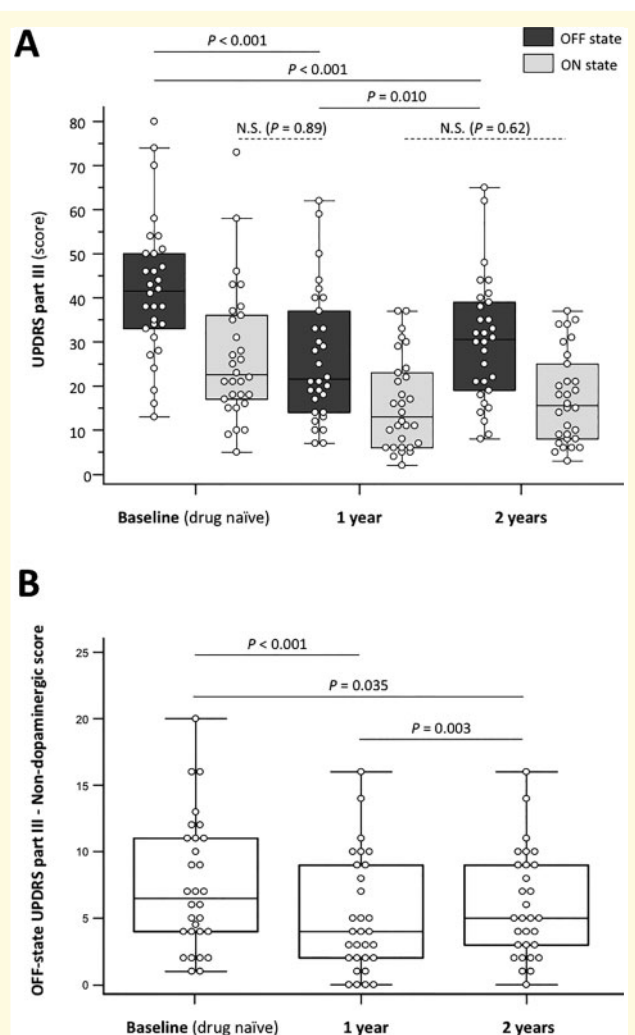 A
P < 0.001
OFF state
ON state
P < 0.001
P = 0.010
N.S. (P = 0.89)
N.S. (P = 0.62)
80
70
60
50
40
30
20
10
0
UPDRS part III (score)
Baseline (drug naïve)
1 year
2 years
B
P < 0.001
P = 0.035
P = 0.003
25
20
15
10
5
0
OFF-state UPDRS part III - Non-dopaminergic score
Baseline (drug naïve)
1 year
2 years